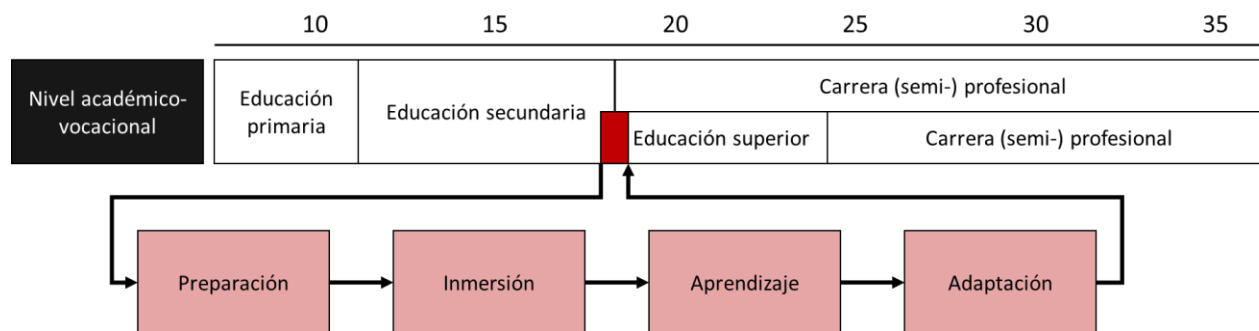 10 15 20 25 30 35
Nivel académico-
vocacional
Educación
primaria
Educación secundaria
Carrera (semi-) profesional
Educación superior
Carrera (semi-) profesional
Preparación
Inmersión
Aprendizaje
Adaptación